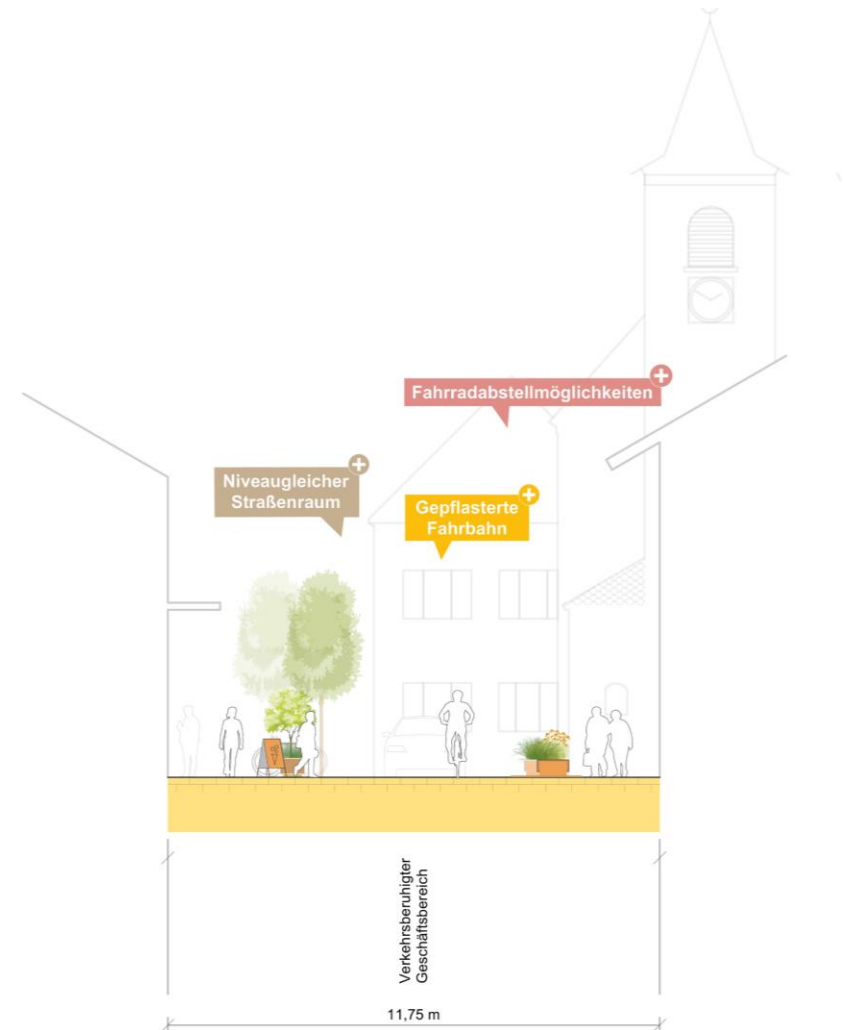 Fahrradabstellmöglichkeiten
Niveaugleicher
Straßenraum
Gepflasterte
Fahrbahn
Verkehrsberuhigter
Geschäftsbereich
11,75 m